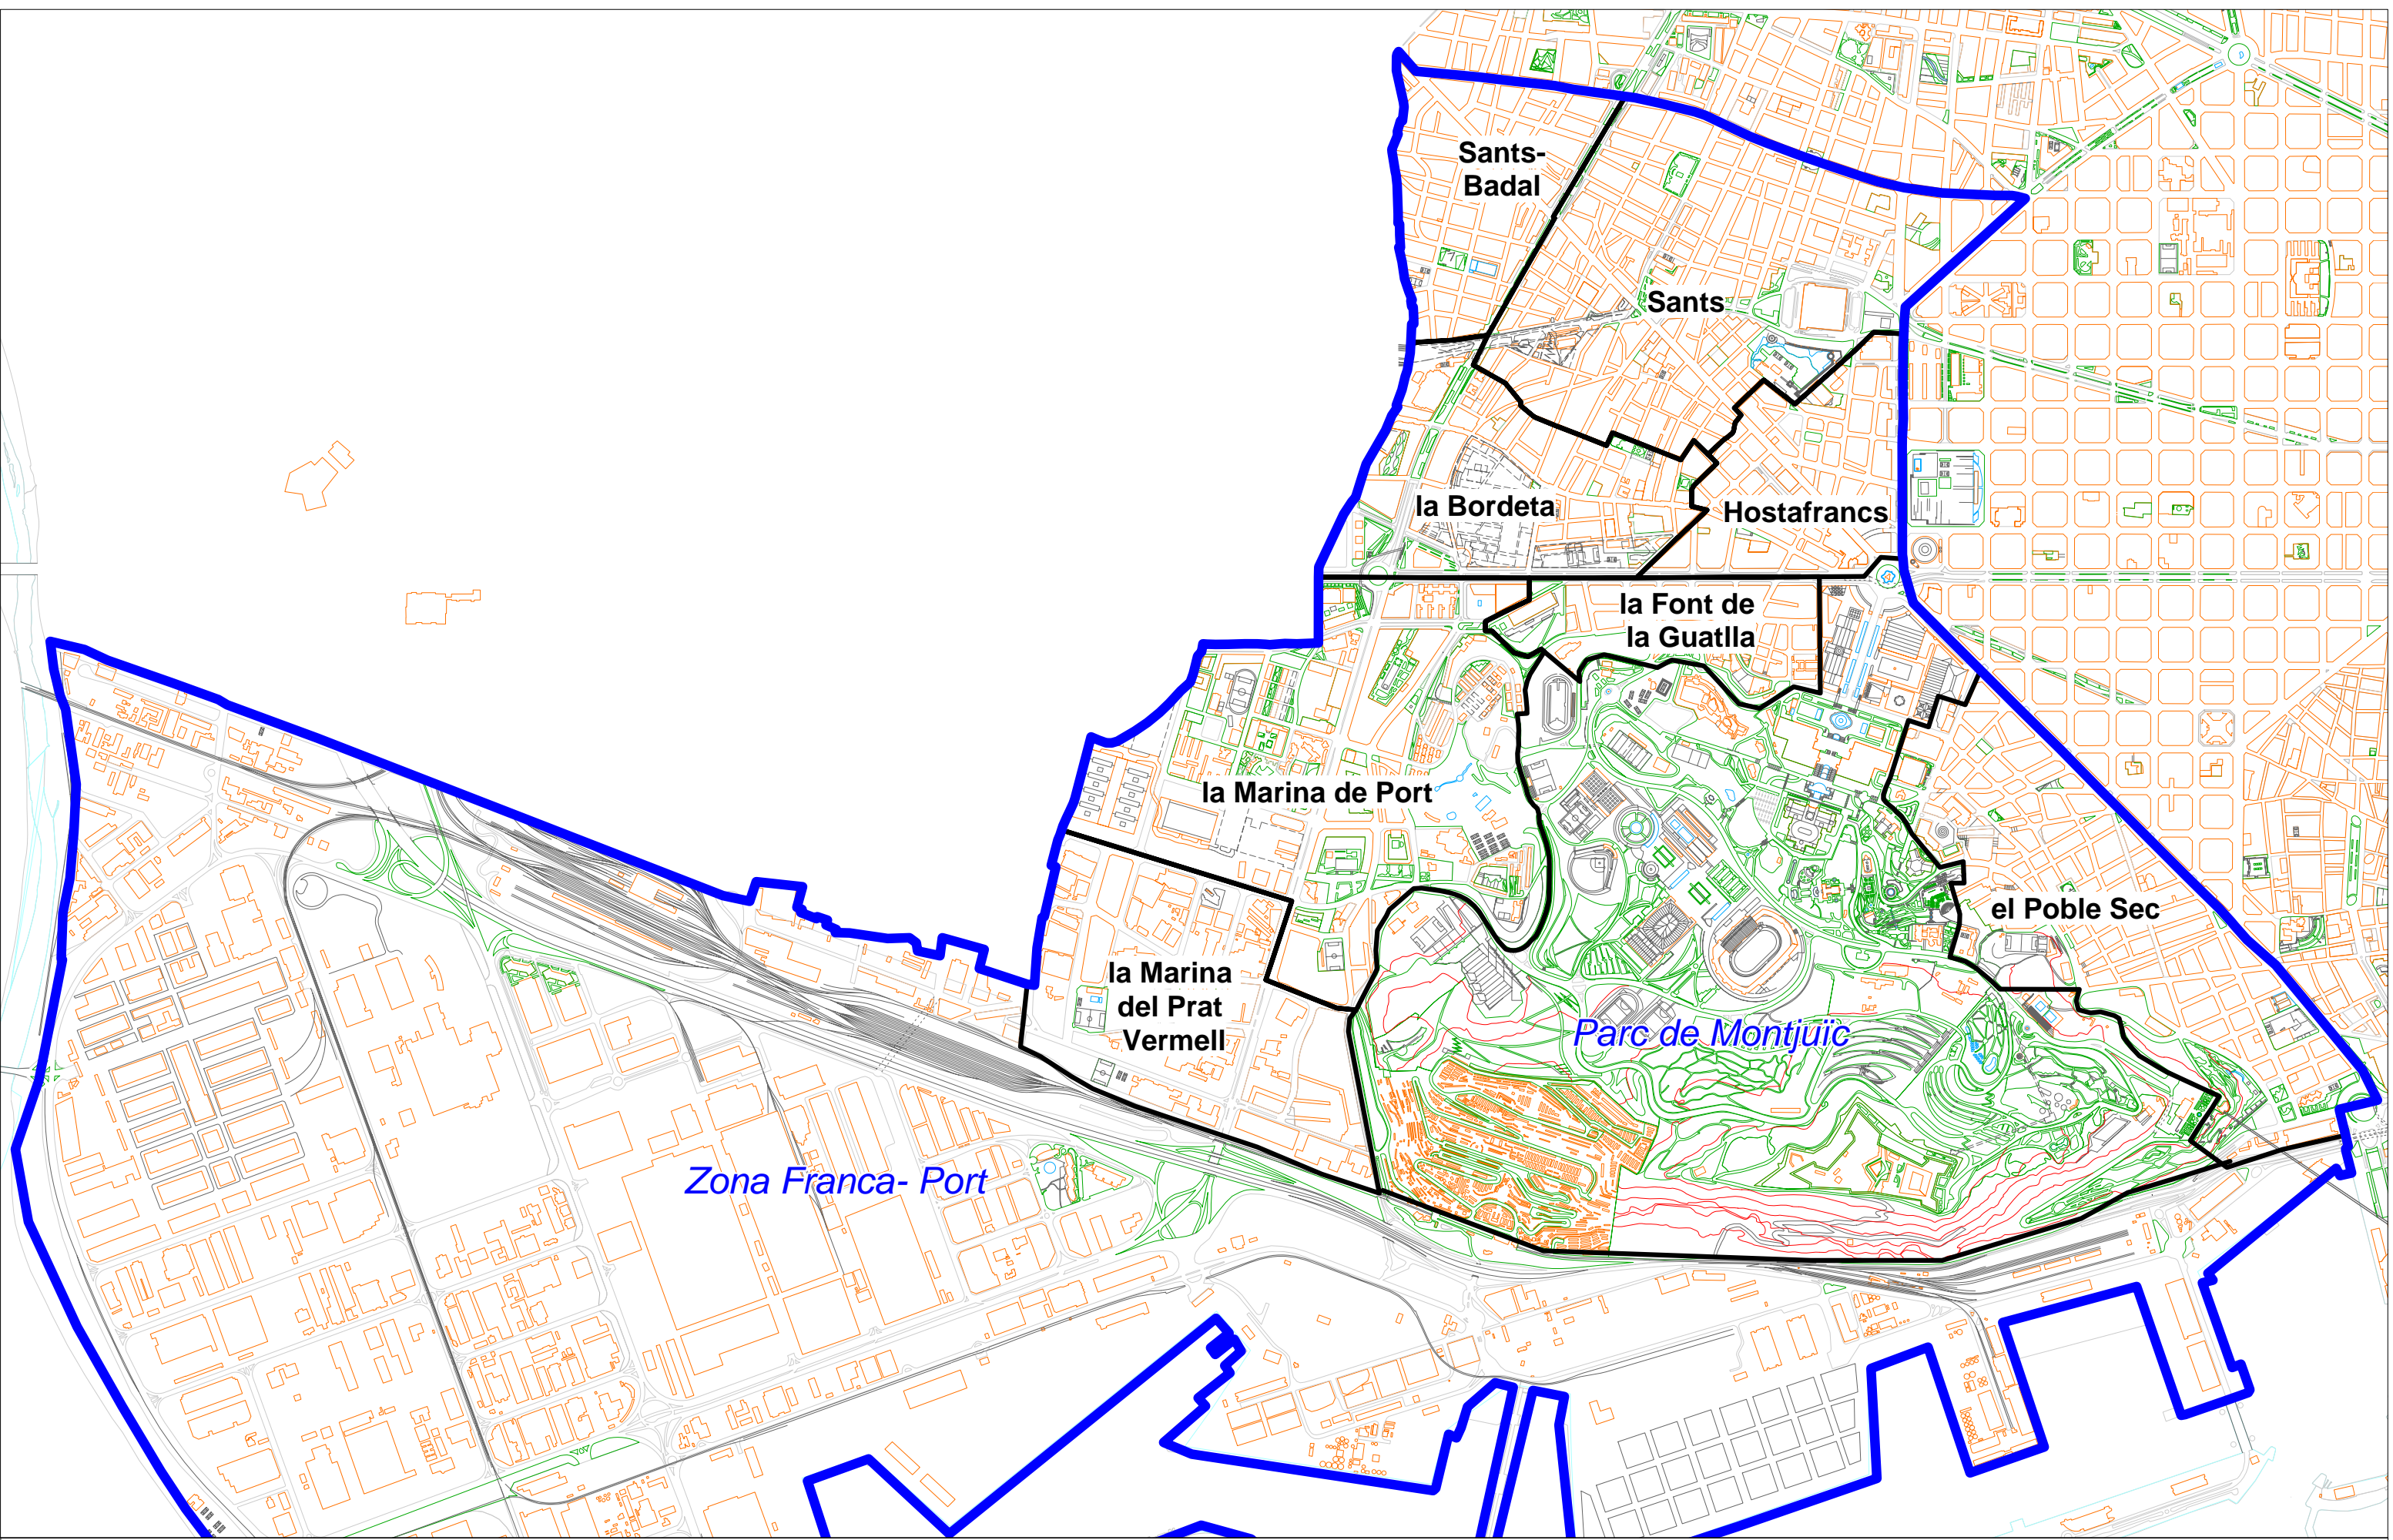 Sants-
Badal
Sants
la Bordeta
Hostafrancs
la Font de
la Guatlla
la Marina de Port
el Poble Sec
la Marina
del Prat
Vermell
Parc de Montjuïc
Zona Franca- Port